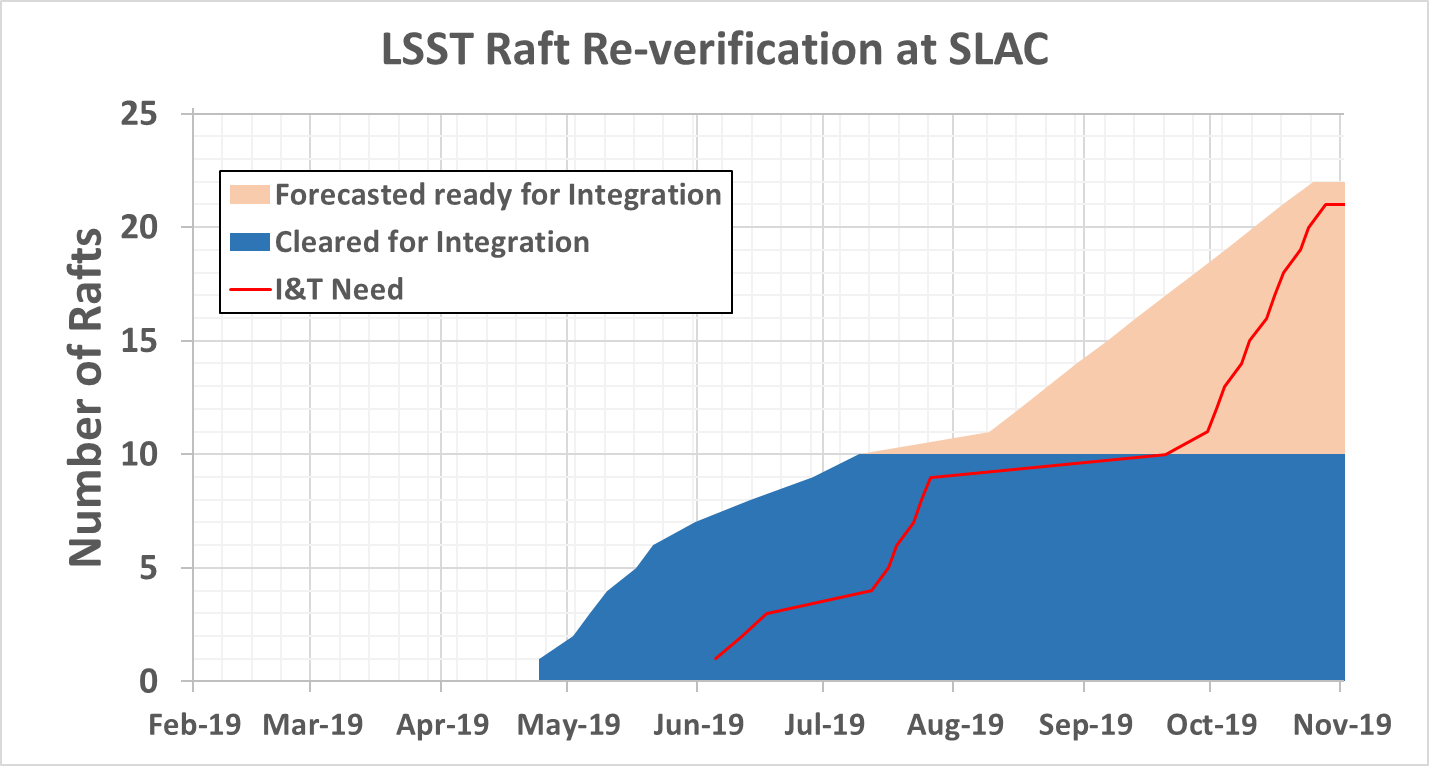 LSST Raft Re-verification at SLAC
Number of Rafts
25
20
15
10
5
0
Forecasted ready for Integration
Cleared for Integration
I&T Need
Feb-19 Mar-19 Apr-19 May-19 Jun-19 Jul-19 Aug-19 Sep-19 Oct-19 Nov-19